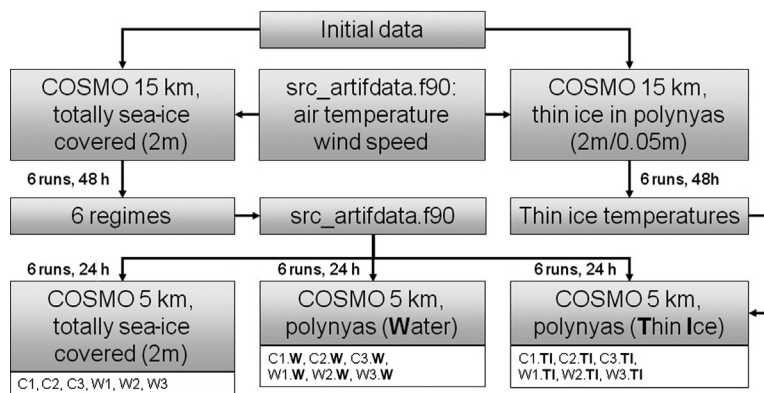 Initial data
COSMO 15 km,
totally sea-ice
covered (2m)
src_artifdata.f90:
air temperature
wind speed
COSMO 15 km,
thin ice in polynyas
(2m/0.05m)
6 runs, 48 h
6 runs, 48h
6 regimes
src_artifdata.f90
Thin ice temperatures
6 runs, 24 h
6 runs, 24 h
6 runs, 24 h
COSMO 5 km,
totally sea-ice
covered (2m)
C1, C2, C3, W1, W2, W3
COSMO 5 km,
polynyas (Water)
C1.W, C2.W, C3.W,
W1.W, W2.W, W3.W
COSMO 5 km,
polynyas (Thin Ice)
C1.TI, C2.TI, C3.TI,
W1.TI, W2.TI, W3.TI